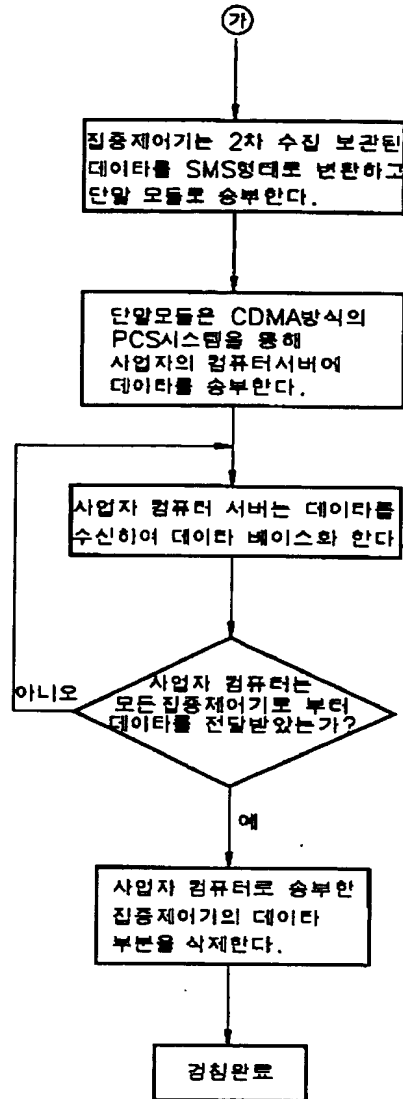 가
집중제어기는 2차 수집 보관된
데이타를 SMS형태로 변환하고
단말 모듈로 송부한다.
단말모듈은 CDMA방식의
PCS시스템을 통해
사업자의 컴퓨터서버에
데이타를 송부한다.
사업자 컴퓨터 서버는 데이타를
수신하여 데이타 베이스화 한다
사업자 컴퓨터는
모든집중제어기로 부터
데이타를 전달받았는가?
아니오
예
사업자 컴퓨터로 송부한
집중제어기의 데이타
부분을 삭제한다.
검침완료